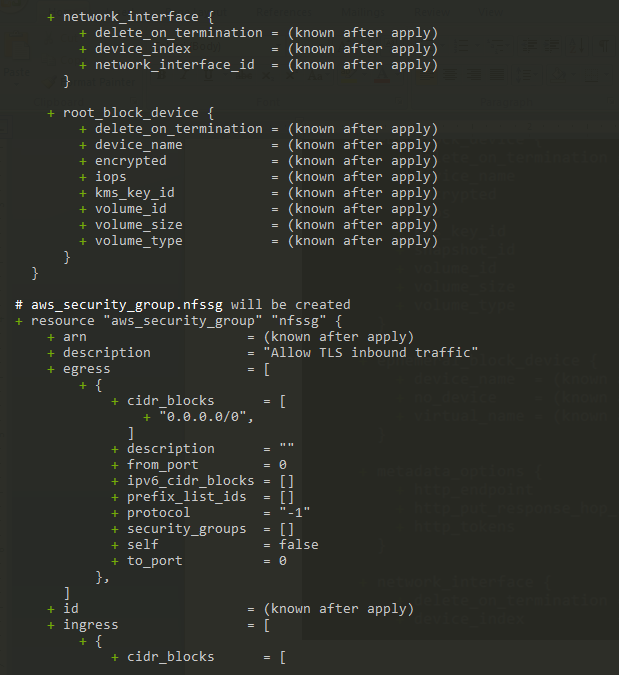 + network_interface {
+ delete_on_termination = (known after apply)
+ device_index = (known after apply)
+ network_interface_id = (known after apply)
}
+ root_block_device {
+ delete_on_termination = (known after apply)
+ device_name = (known after apply)
+ encrypted = (known after apply)
+ iops = (known after apply)
+ kms_key_id = (known after apply)
+ volume_id = (known after apply)
+ volume_size = (known after apply)
+ volume_type = (known after apply)
}
}
# aws_security_group.nfssg will be created
+ resource "aws_security_group" "nfssg" {
+ arn = (known after apply)
+ description = "Allow TLS inbound traffic"
+ egress = [
+ {
+ cidr_blocks = [
+ "0.0.0.0/0",
]
+ description = ""
+ from_port = 0
+ ipv6_cidr_blocks = []
+ prefix_list_ids = []
+ protocol = "-1"
+ security_groups = []
+ self = false
+ to_port = 0
},
]
+ id = (known after apply)
+ ingress = [
+ {
+ cidr_blocks = [